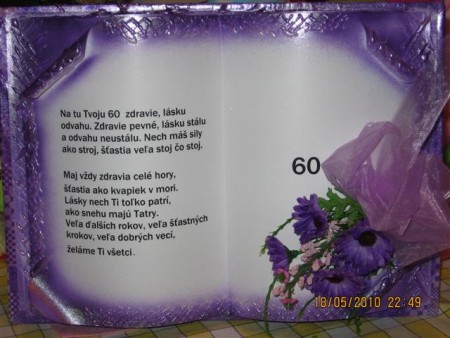 Na tu Tvoju 60 zdravie, lásku
odvahu. Zdravie pevné, lásku stálu
a odvahu neustálu. Nech máš sily
ako stroj, šťastia veľa stoj čo stoj.
Maj vždy zdravia celé hory,
šťastia ako kvapiek v mori.
Lásky nech Ti toľko patrí,
ako snehu majú Tatry.
Veľa ďalších rokov, veľa šťastných
krokov, veľa dobrých vecí,
želáme Ti všetci.
60
18/05/2010 22:49